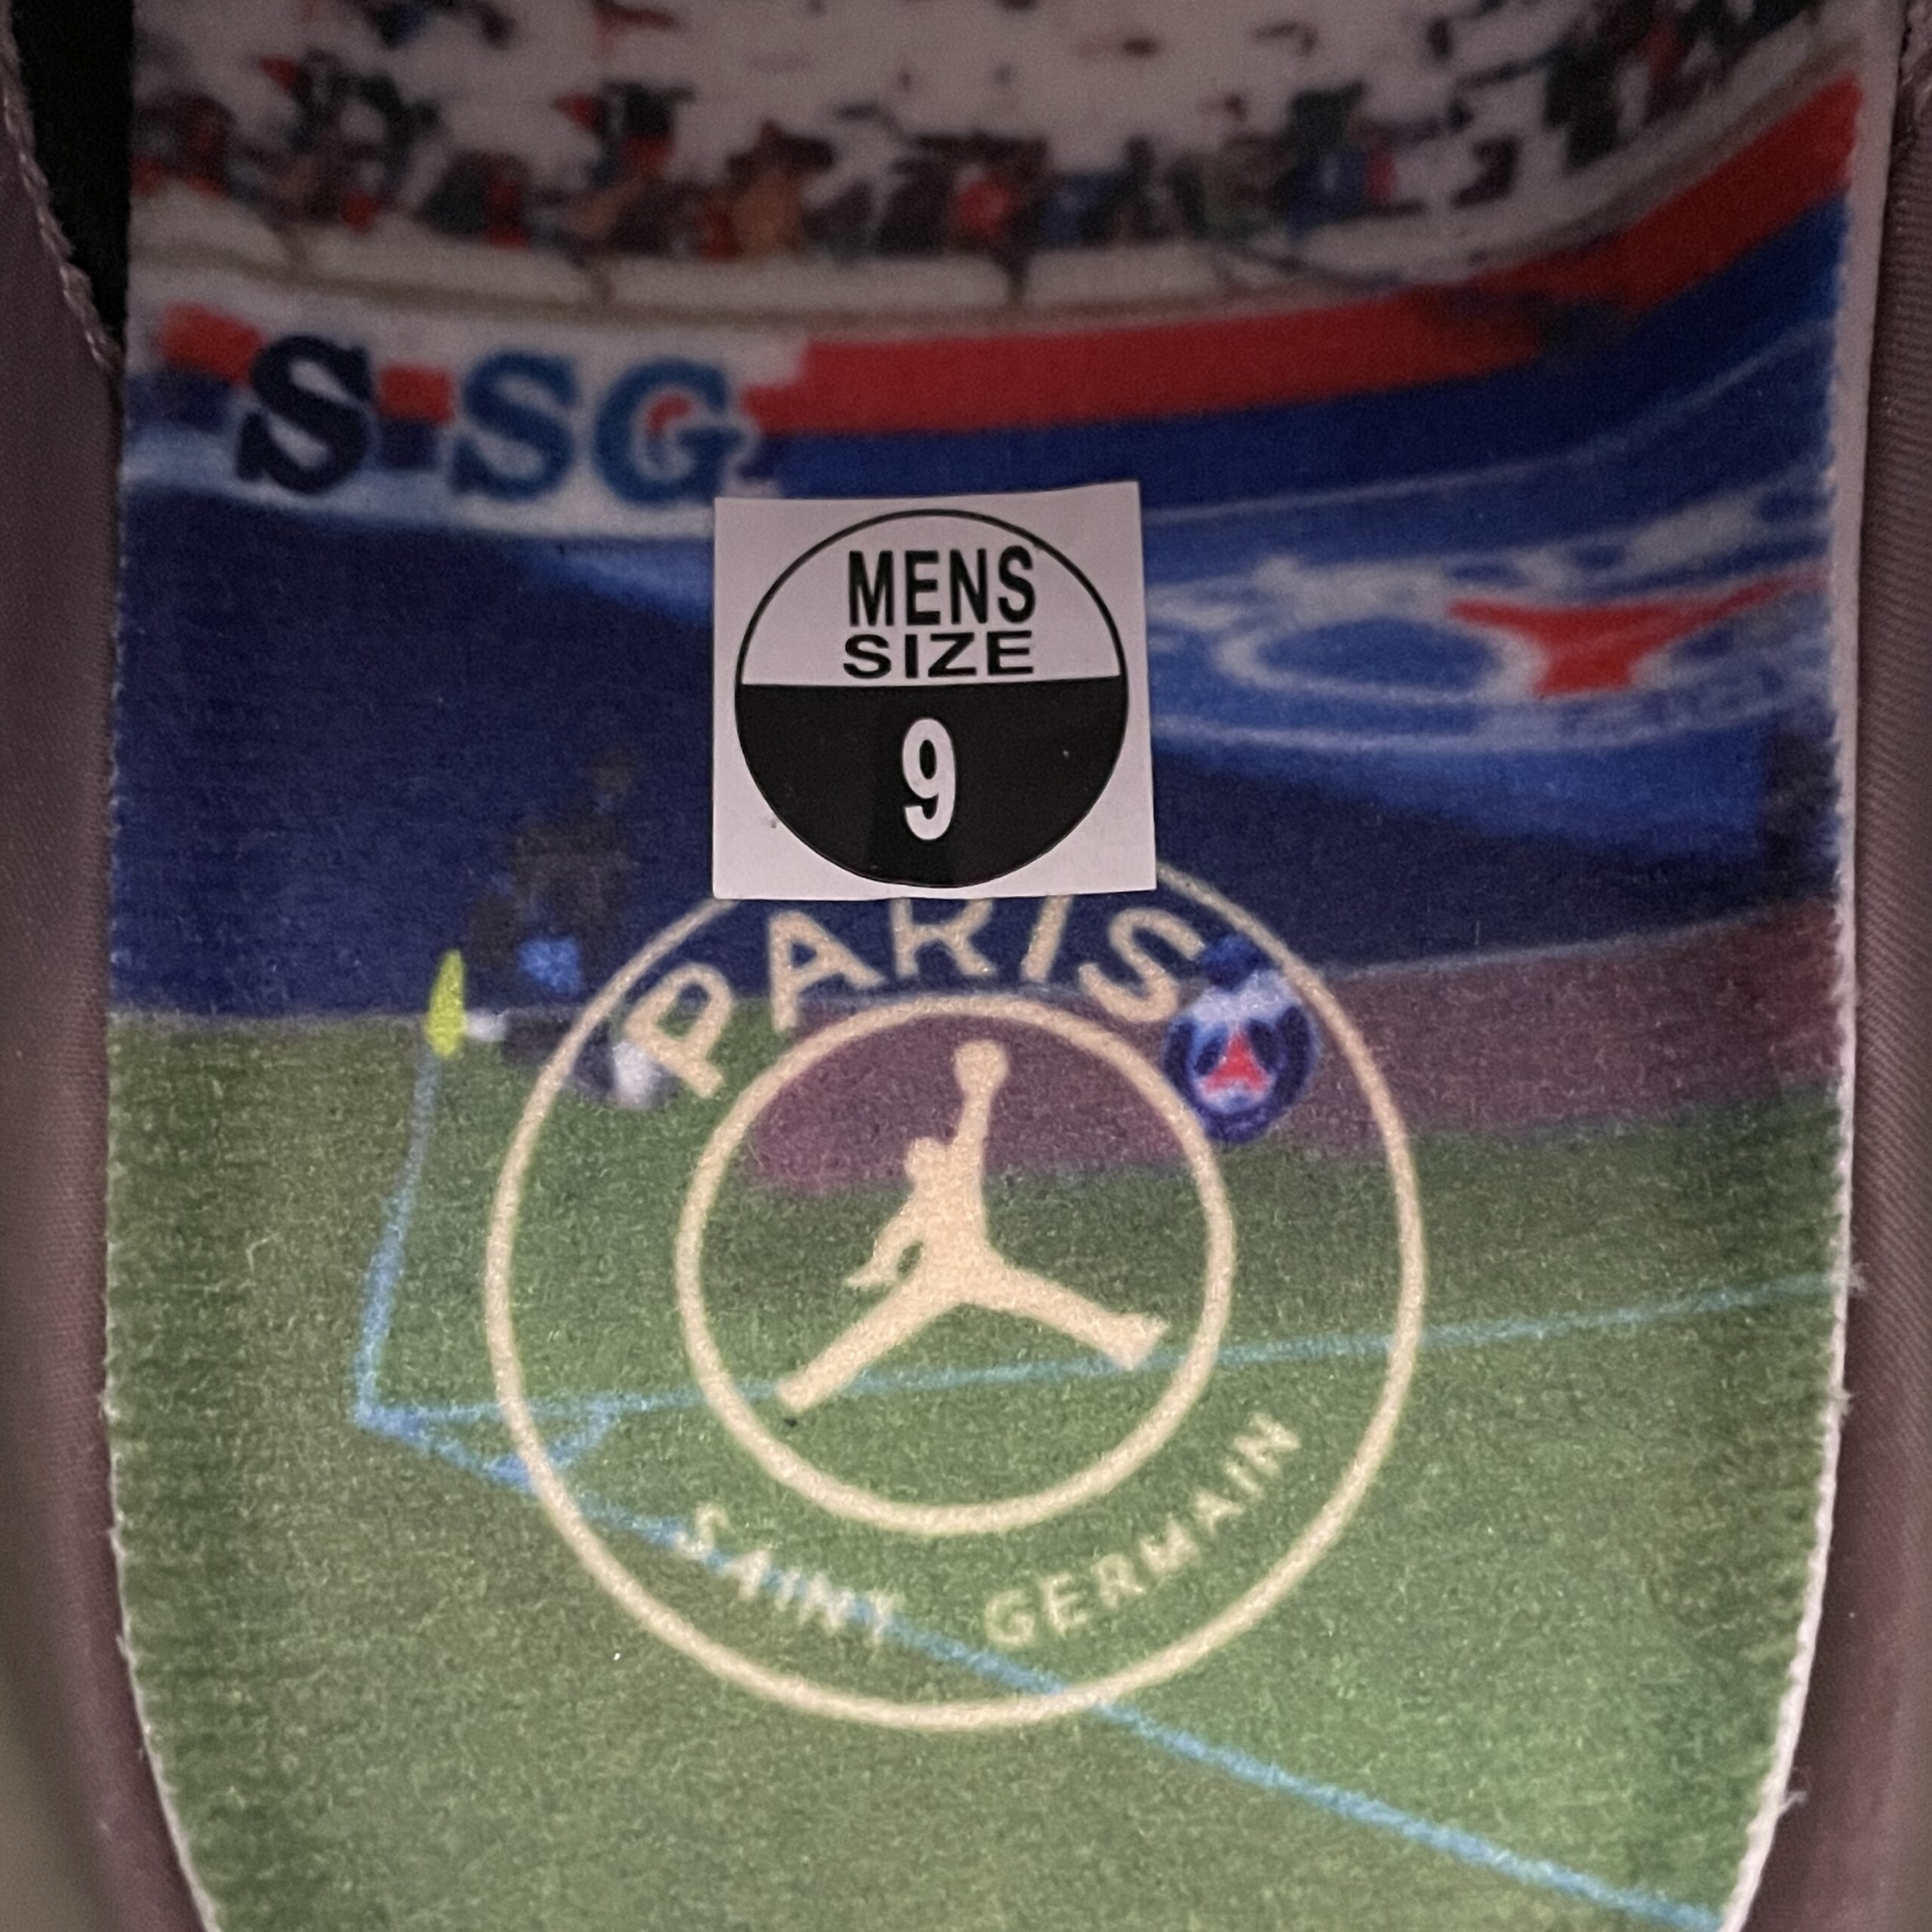 S SG
MENS
SIZE
9
PARIS
SAINT GERMAIN